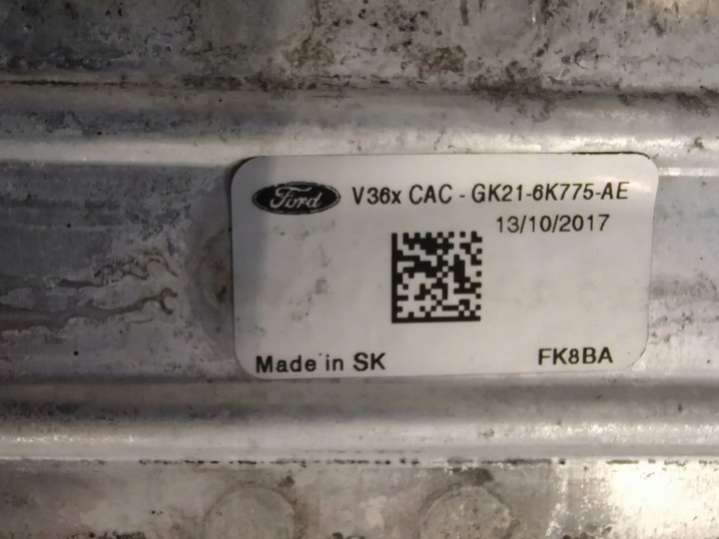 Ford V36x CAC - GK21-6K775-AE
13/10/2017
Made in SK FK8BA